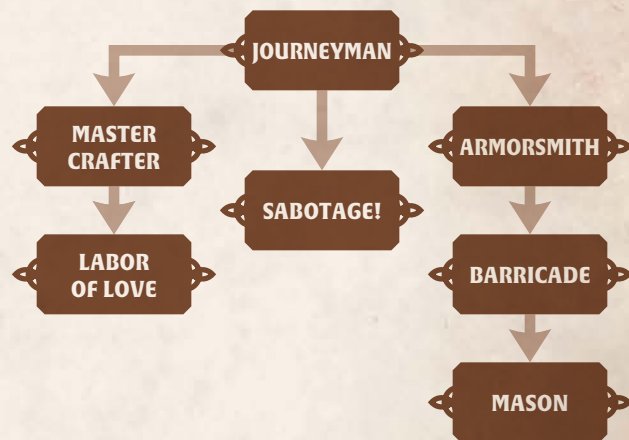 JOURNEYMAN
MASTER
CRAFTER
ARMORSMITH
SABOTAGE!
LABOR
OF LOVE
BARRICADE
MASON